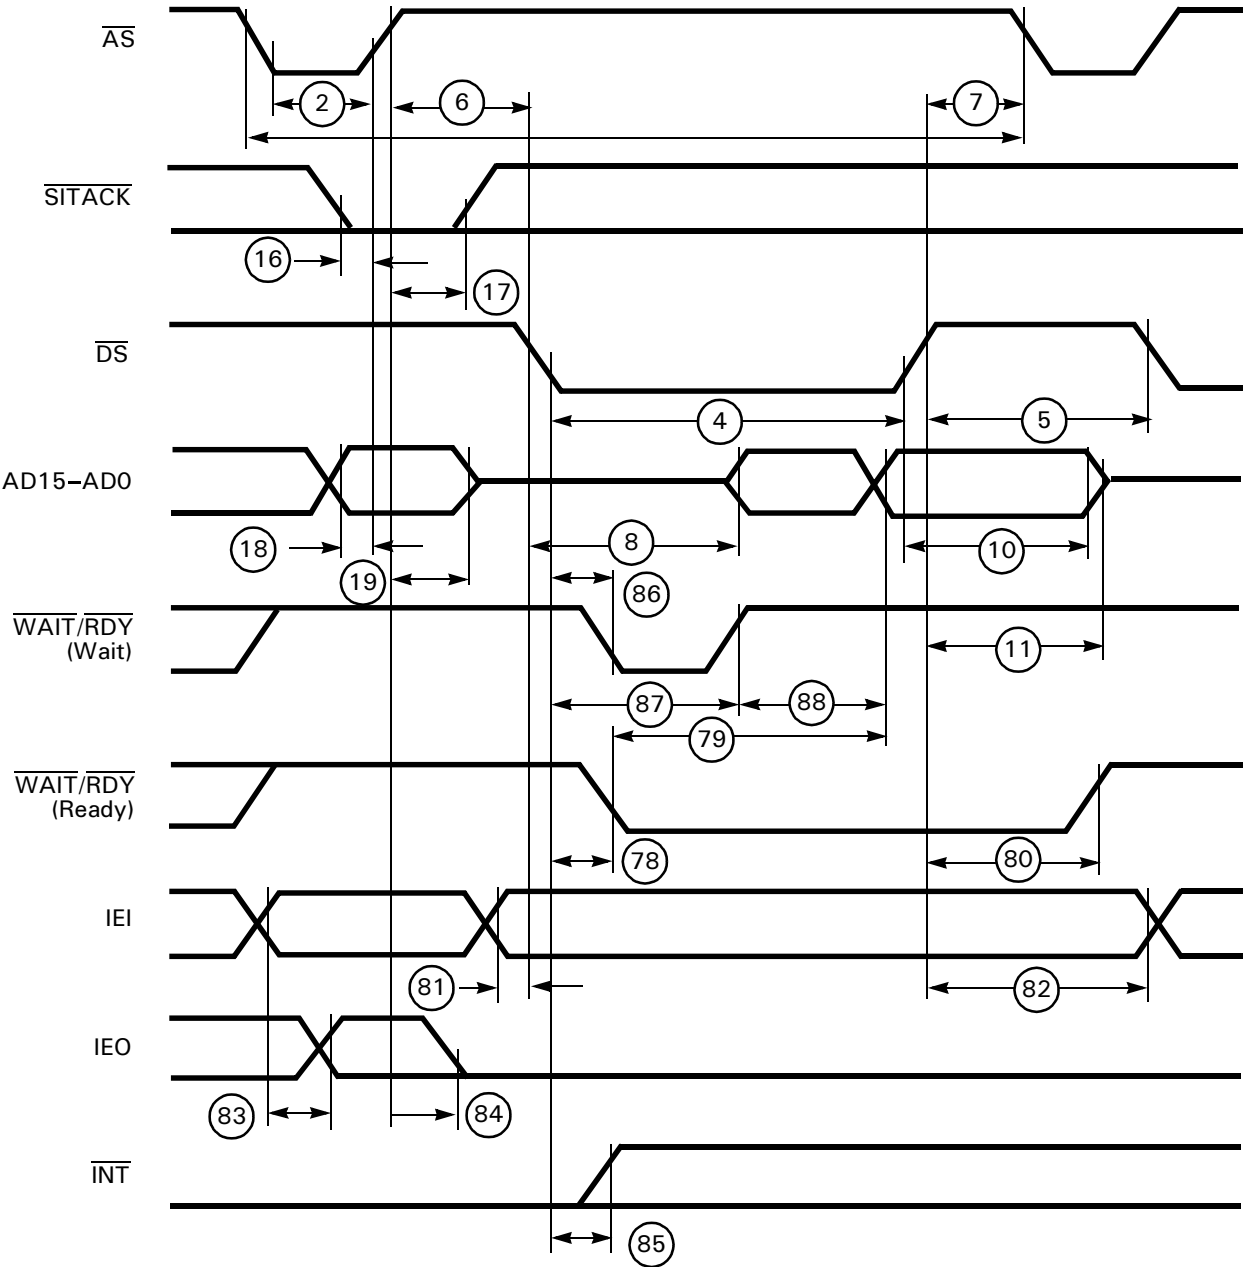 AS
2
6
7
SITACK
16
17
DS
4
5
AD15–AD0
18
19
8
10
86
WAIT/RDY
(Wait)
11
87
88
79
WAIT/RDY
(Ready)
78
80
IEI
81
82
IEO
83
84
INT
85